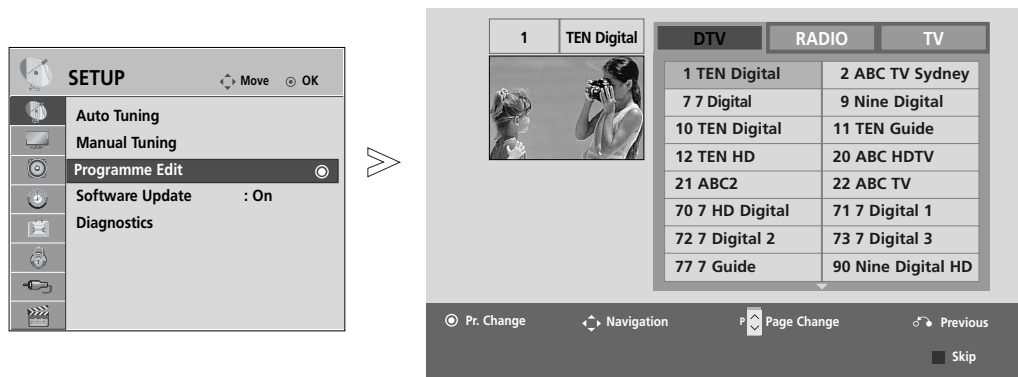 SETUP Move OK
Auto Tuning
Manual Tuning
Programme Edit
Software Update : On
Diagnostics
1 TEN Digital
DTV RADIO TV
1 TEN Digital 2 ABC TV Sydney
7 7 Digital 9 Nine Digital
10 TEN Digital 11 TEN Guide
12 TEN HD 20 ABC HDTV
21 ABC2 22 ABC TV
70 7 HD Digital 71 7 Digital 1
72 7 Digital 2 73 7 Digital 3
77 7 Guide 90 Nine Digital HD
Pr. Change Navigation P Page Change Previous
Skip